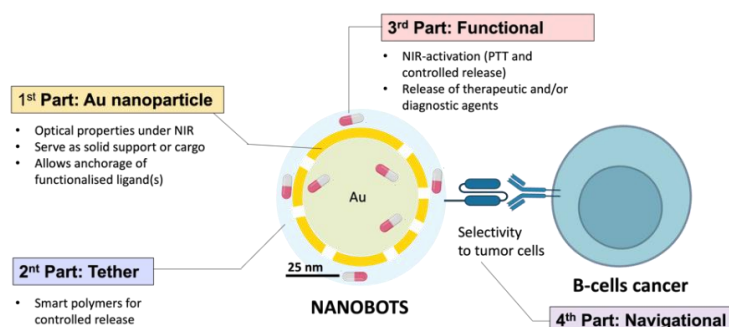 3rd Part: Functional
• NIR-activation (PTT and
controlled release)
• Release of therapeutic and/or
diagnostic agents
1st Part: Au nanoparticle
• Optical properties under NIR
• Serve as solid support or cargo
• Allows anchorage of
functionalised ligand(s)
Au
Selectivity
to tumor cells
2nd Part: Tether
• Smart polymers for
controlled release
25 nm
NANOBOTS
B-cells cancer
4th Part: Navigational